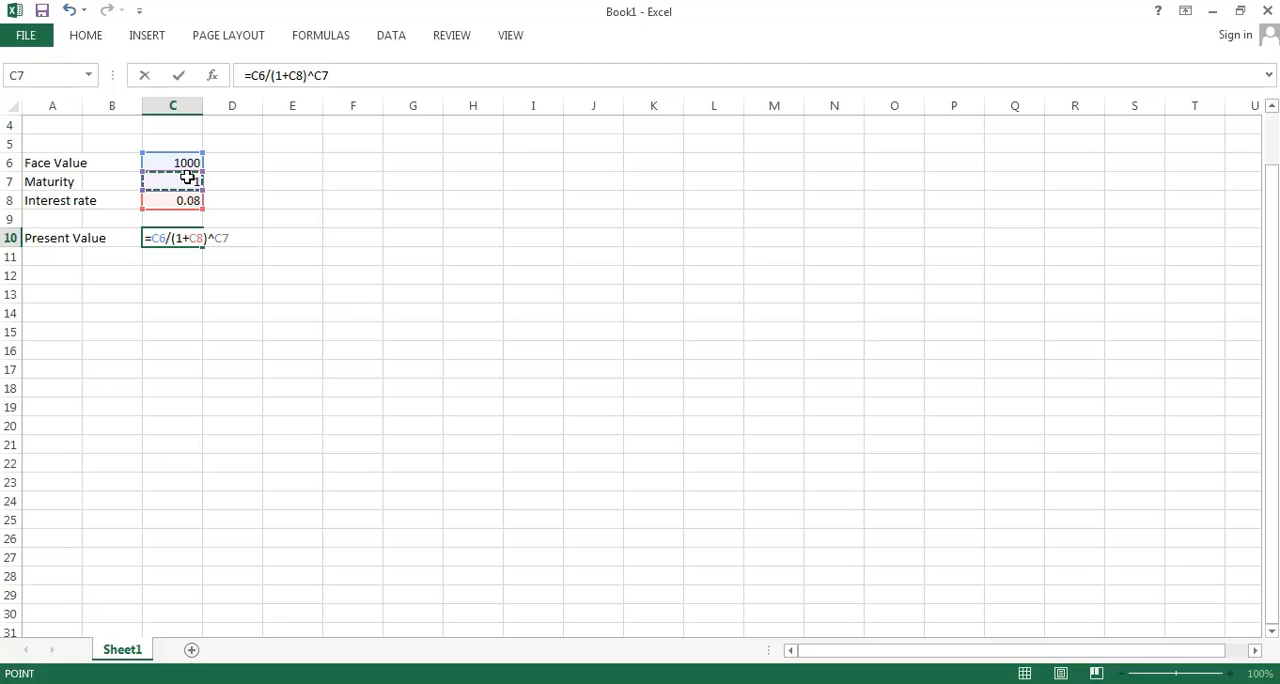 Book1 - Excel
?
FILE HOME INSERT PAGE LAYOUT FORMULAS DATA REVIEW VIEW Sign in
C7 fx =C6/(1+C8)^C7
A B C D E F G H I J K L M N O P Q R S T U
4
5
6 Face Value 1000
7 Maturity 1
8 Interest rate 0.08
9
10 Present Value =C6/(1+C8)^C7
11
12
13
14
15
16
17
18
19
20
21
22
23
24
25
26
27
28
29
30
31
Sheet1
POINT 100%